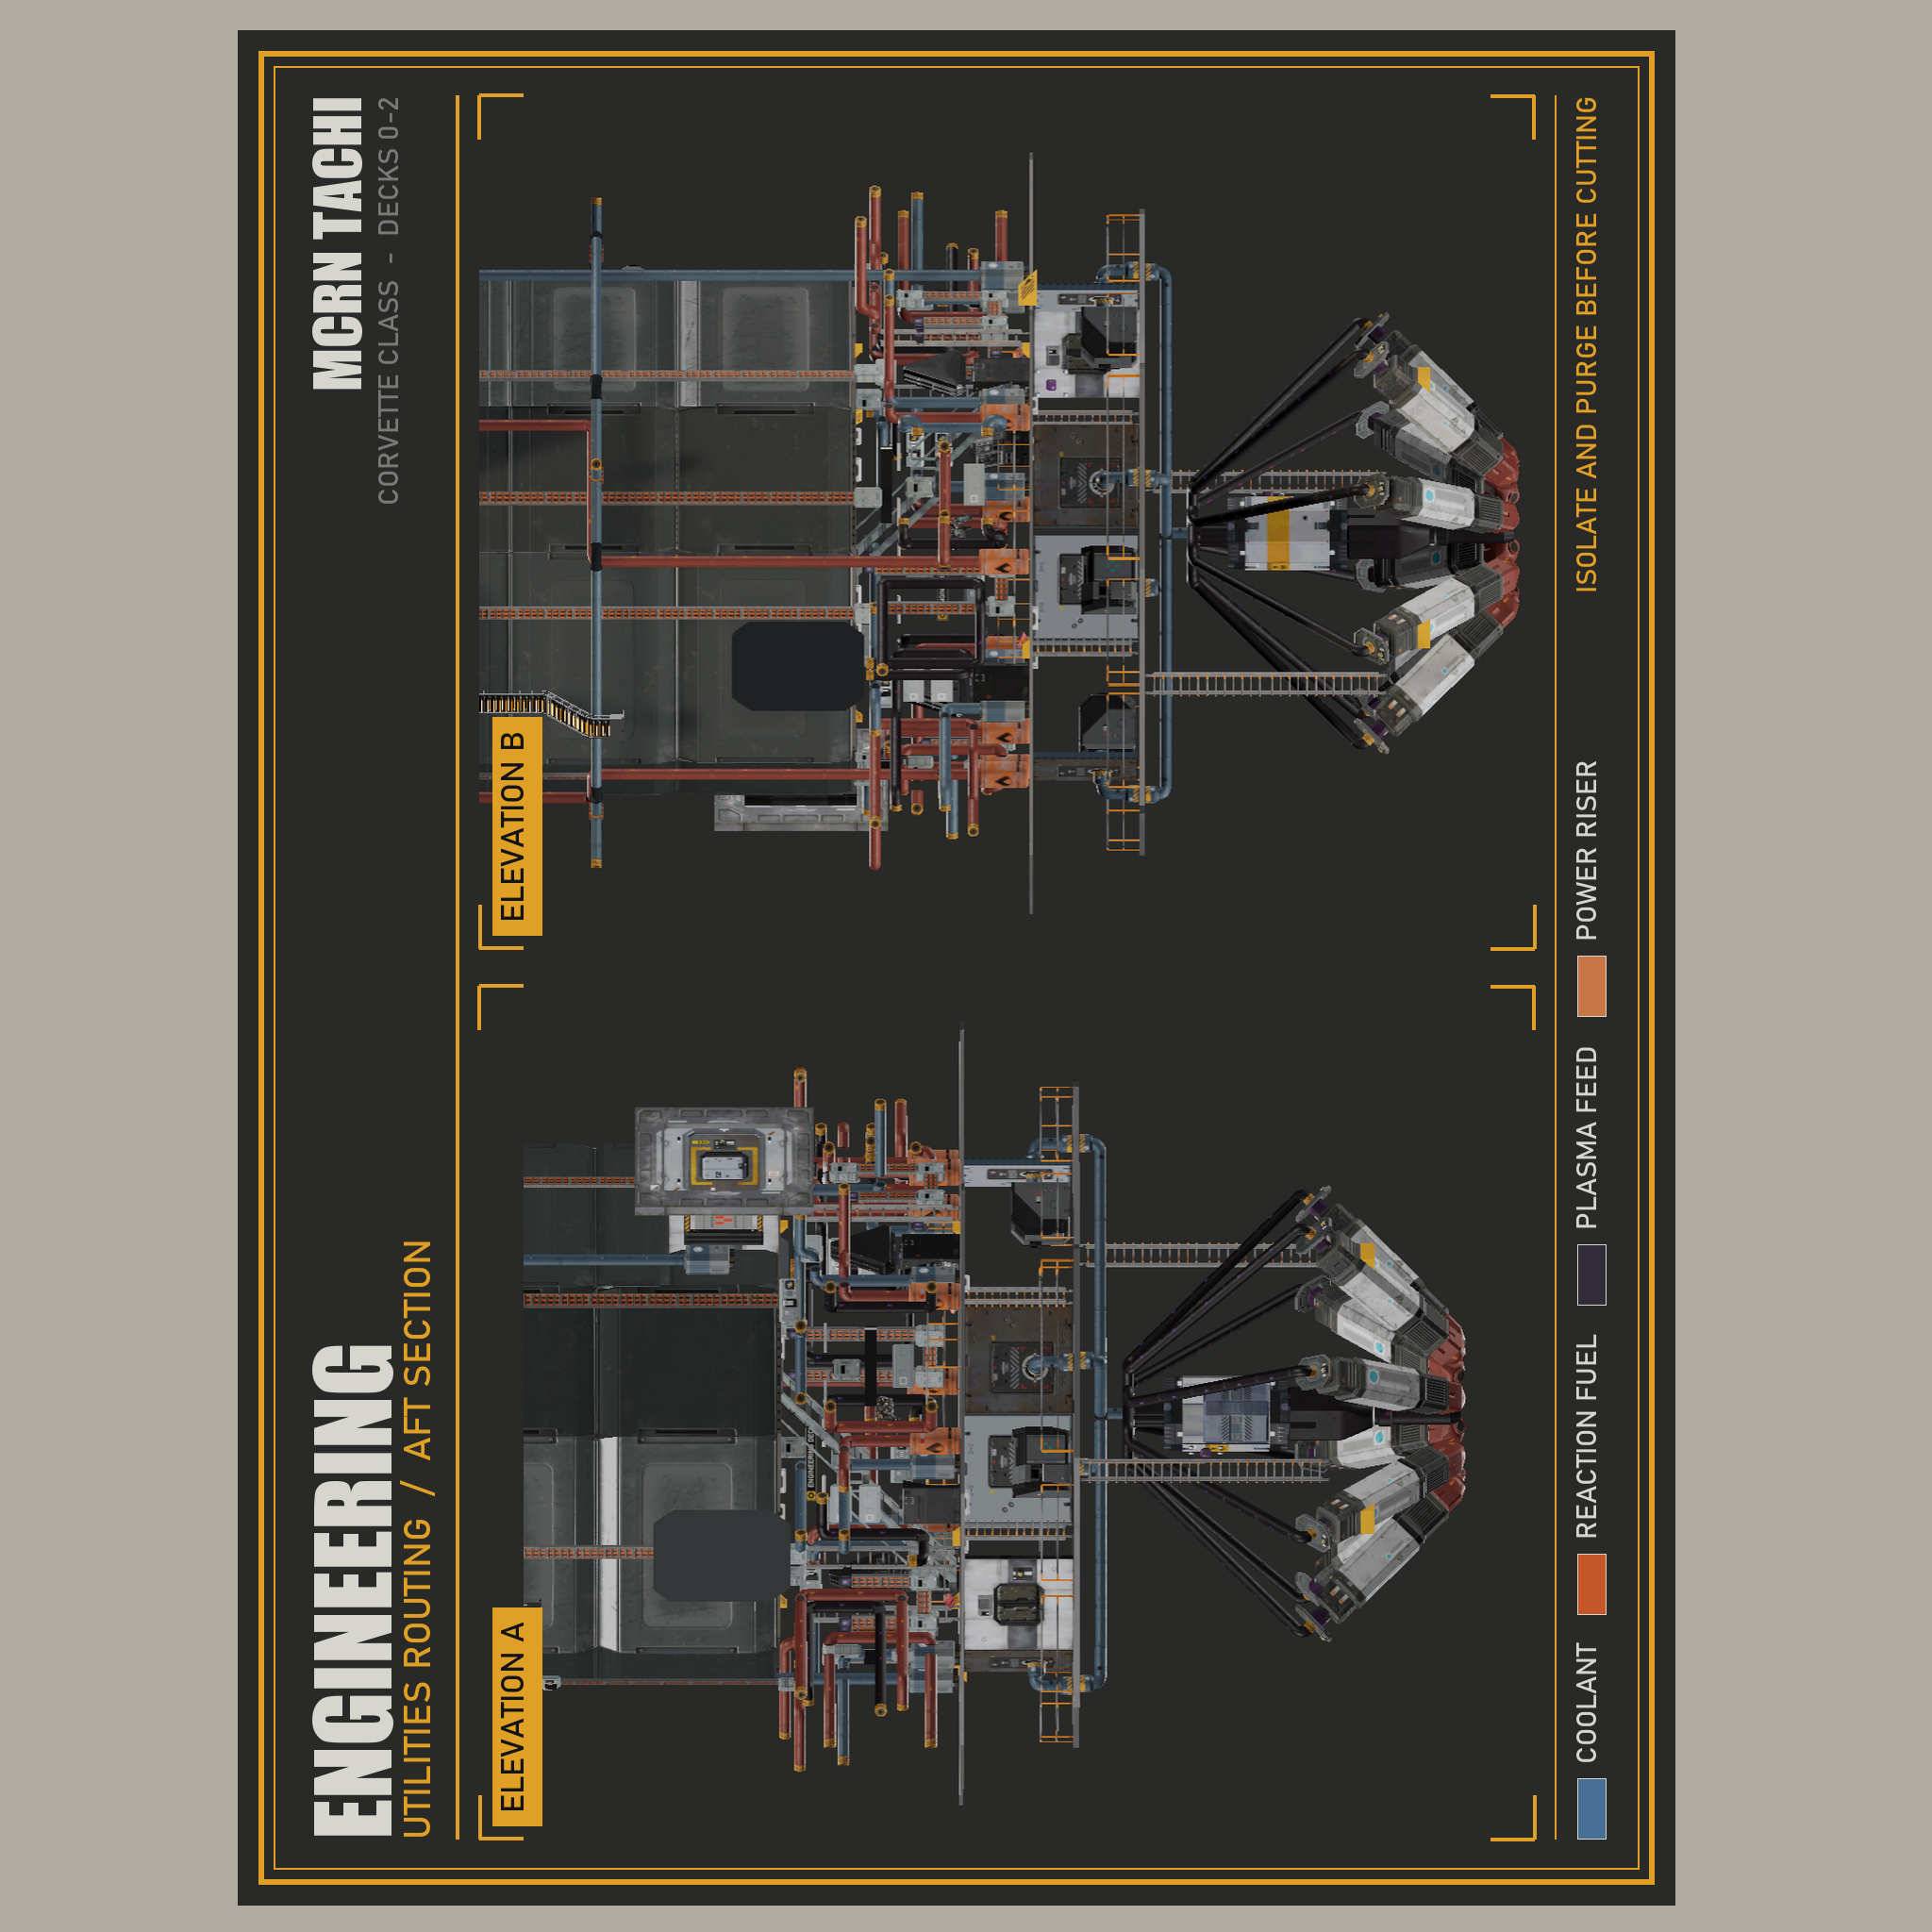 ENGINEERING
UTILITIES ROUTING / AFT SECTION
MCRN TACHI
CORVETTE CLASS - DECKS 0-2
ELEVATION A
ELEVATION B
COOLANT
REACTION FUEL
PLASMA FEED
POWER RISER
ISOLATE AND PURGE BEFORE CUTTING